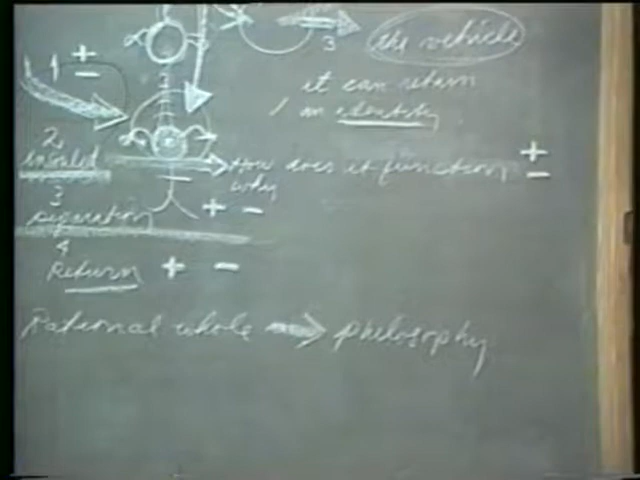 3
the vehicle
1 + −
it can return
an identity
2
involved
How does it function + −
why
3
separation + −
4
Return + −
Rational whole → philosophy